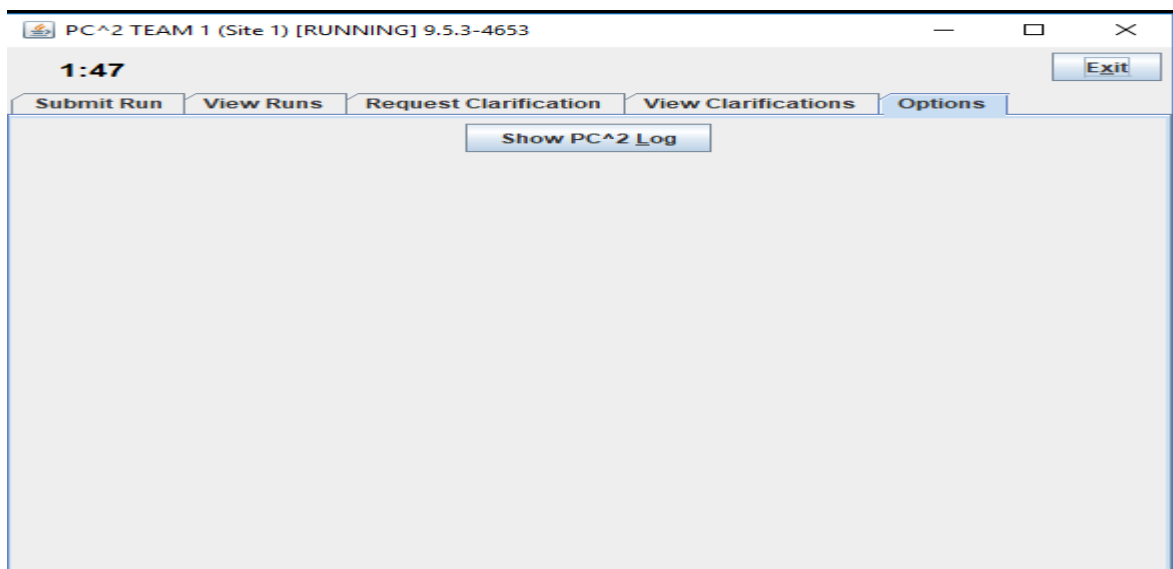 PC^2 TEAM 1 (Site 1) [RUNNING] 9.5.3-4653
1:47 Exit
Submit Run View Runs Request Clarification View Clarifications Options
Show PC^2 Log